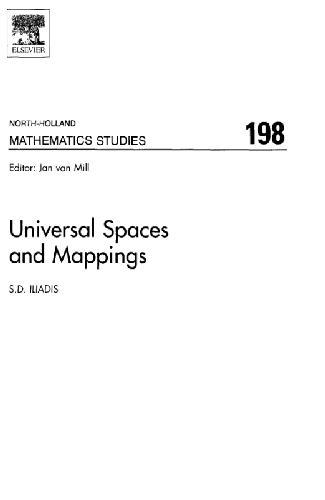 ELSEVIER
NORTH-HOLLAND
MATHEMATICS STUDIES 198
Editor: Jan van Mill
Universal Spaces
and Mappings
S.D. ILIADIS